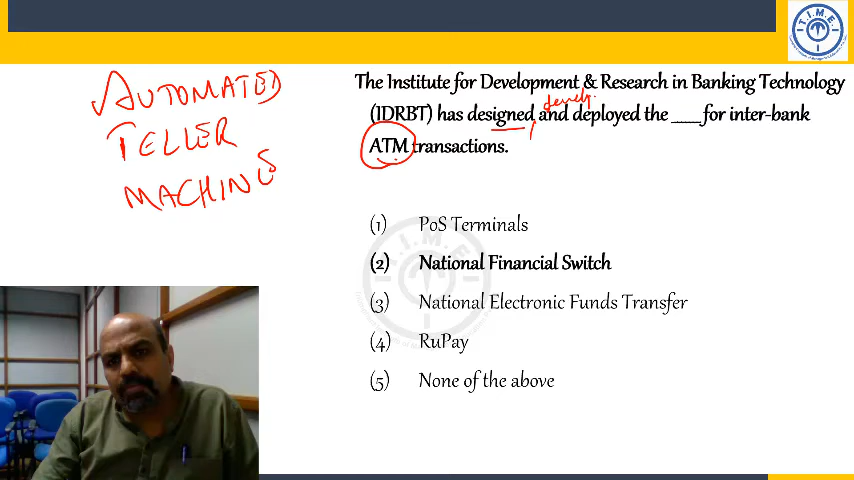 T.I.M.E.
AUTOMATED
TELLER
MACHINE
The Institute for Development & Research in Banking Technology
(IDRBT) has designed, develop. and deployed the ____ for inter-bank
ATM transactions.
(1) PoS Terminals
(2) National Financial Switch
(3) National Electronic Funds Transfer
(4) RuPay
(5) None of the above